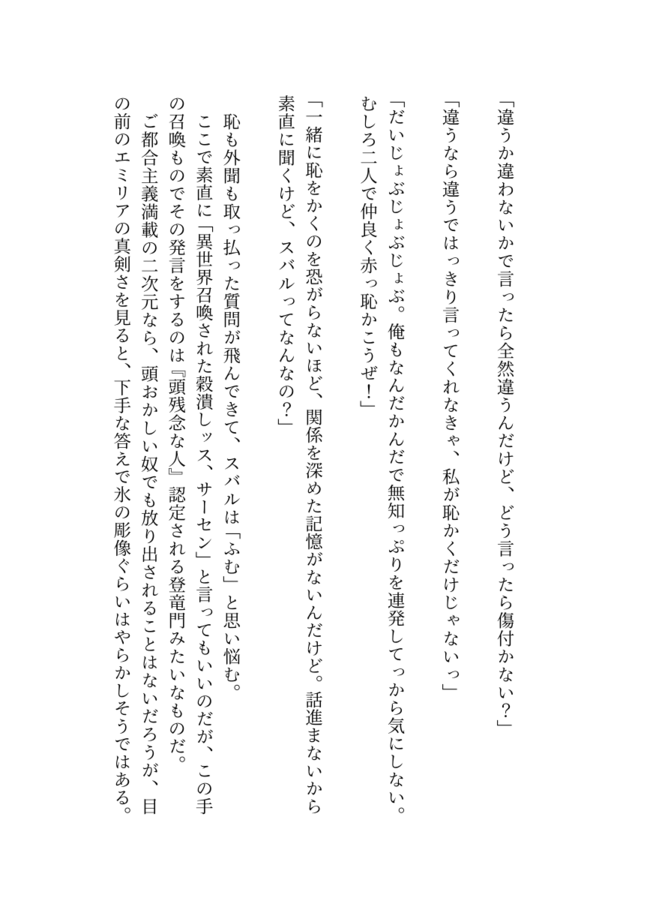 「違うか違わないかで言ったら全然違うんだけど、どう言ったら傷付かない？」
「違うなら違うではっきり言ってくれなきゃ、私が恥かくだけじゃないっ」
「だいじょぶじょぶじょぶ。俺もなんだかんだで無知っぷりを連発してっから気にしない。
むしろ二人で仲良く赤っ恥かこうぜ！」
「一緒に恥をかくのを恐がらないほど、関係を深めた記憶がないんだけど。話進まないから
素直に聞くけど、スバルってなんなの？」
　恥も外聞も取っ払った質問が飛んできて、スバルは「ふむ」と思い悩む。
　ここで素直に「異世界召喚された穀潰しッス、サーセン」と言ってもいいのだが、この手
の召喚ものでその発言をするのは『頭残念な人』認定される登竜門みたいなものだ。
　ご都合主義満載の二次元なら、頭おかしい奴でも放り出されることはないだろうが、目
の前のエミリアの真剣さを見ると、下手な答えで氷の彫像ぐらいはやらかしそうではある。